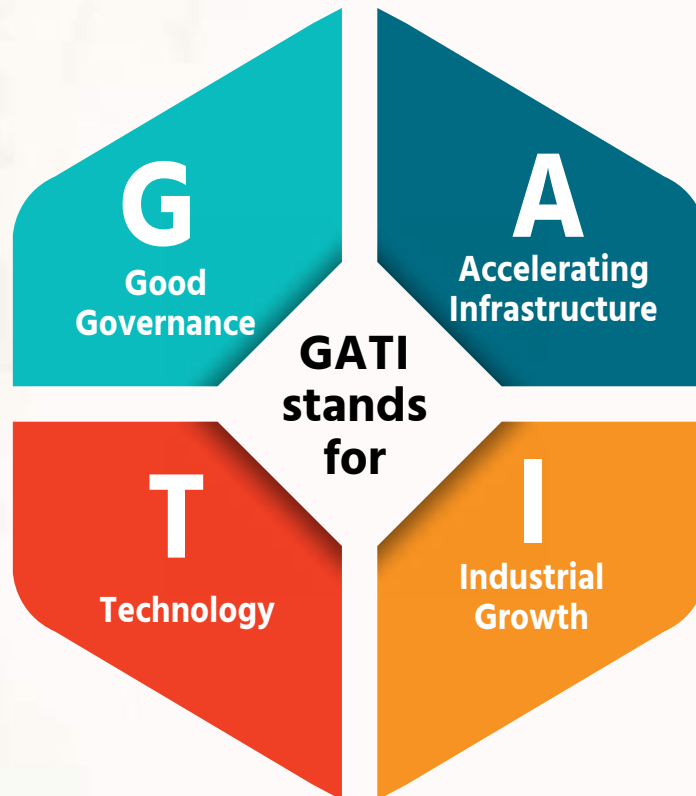 G
Good
Governance
A
Accelerating
Infrastructure
GATI
stands
for
T
Technology
I
Industrial
Growth